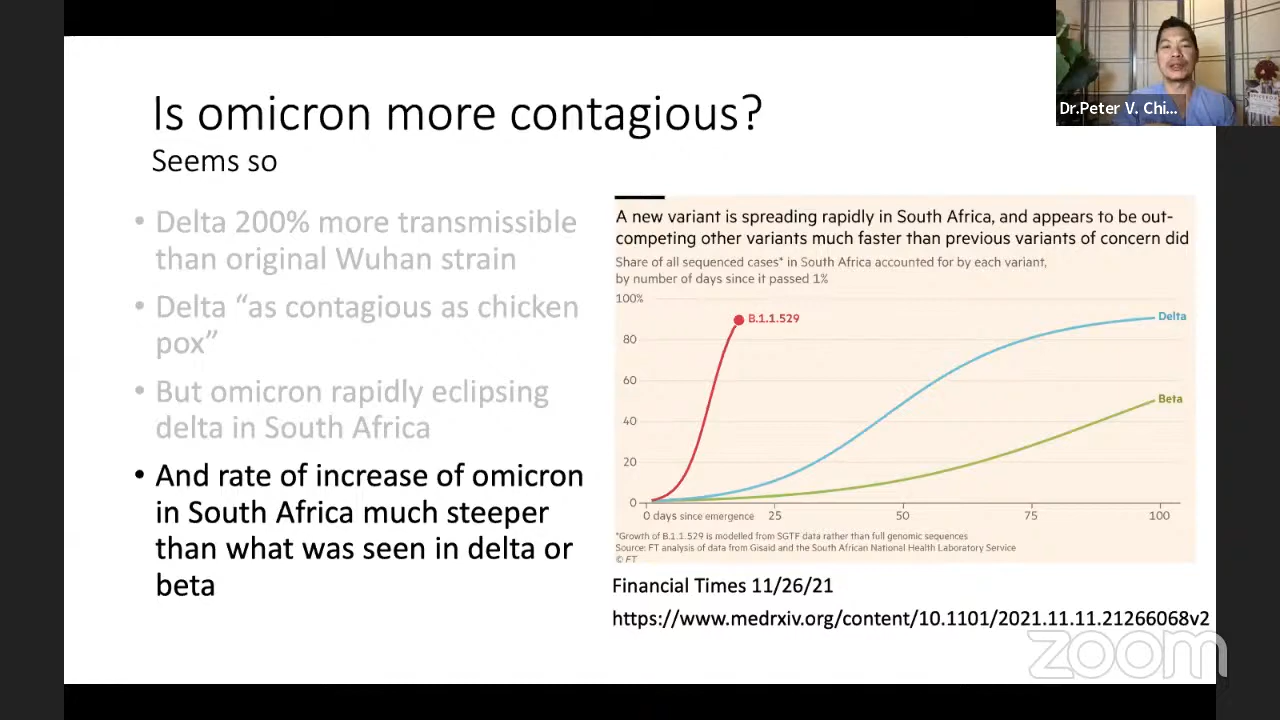 Dr.Peter V. Chi...
Is omicron more contagious?
Seems so
• Delta 200% more transmissible
than original Wuhan strain
• Delta “as contagious as chicken
pox”
• But omicron rapidly eclipsing
delta in South Africa
• And rate of increase of omicron
in South Africa much steeper
than what was seen in delta or
beta
A new variant is spreading rapidly in South Africa, and appears to be out-
competing other variants much faster than previous variants of concern did
Share of all sequenced cases* in South Africa accounted for by each variant,
by number of days since it passed 1%
100%
80
60
40
20
0
B.1.1.529
Delta
Beta
0 days since emergence 25 50 75 100
*Growth of B.1.1.529 is modelled from SGTF data rather than full genomic sequences
Source: FT analysis of data from Gisaid and the South African National Health Laboratory Service
© FT
Financial Times 11/26/21
https://www.medrxiv.org/content/10.1101/2021.11.11.21266068v2
zoom